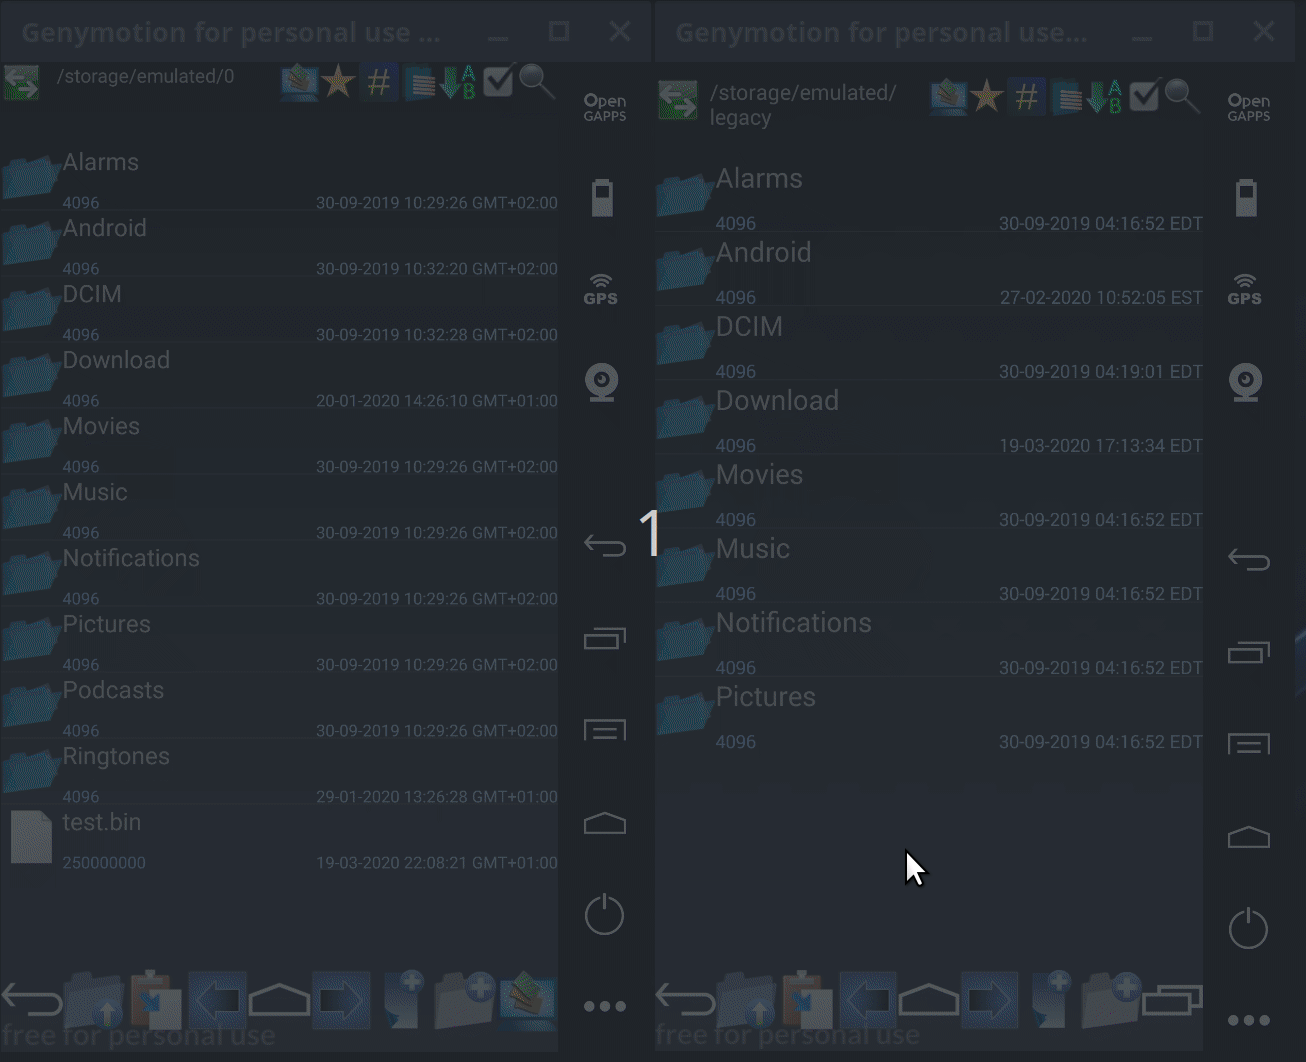 Genymotion for personal use ...
/storage/emulated/0
#
A
B
Open
GAPPS
Alarms
4096 30-09-2019 10:29:26 GMT+02:00
Android
4096 30-09-2019 10:32:20 GMT+02:00
DCIM
4096 30-09-2019 10:32:28 GMT+02:00
Download
4096 20-01-2020 14:26:10 GMT+01:00
Movies
4096 30-09-2019 10:29:26 GMT+02:00
Music
4096 30-09-2019 10:29:26 GMT+02:00
Notifications
4096 30-09-2019 10:29:26 GMT+02:00
Pictures
4096 30-09-2019 10:29:26 GMT+02:00
Podcasts
4096 30-09-2019 10:29:26 GMT+02:00
Ringtones
4096 29-01-2020 13:26:28 GMT+01:00
test.bin
250000000 19-03-2020 22:08:21 GMT+01:00
GPS
free for personal use
1
Genymotion for personal use...
/storage/emulated/
legacy
#
A
B
Open
GAPPS
Alarms
4096 30-09-2019 04:16:52 EDT
Android
4096 27-02-2020 10:52:05 EST
DCIM
4096 30-09-2019 04:19:01 EDT
Download
4096 19-03-2020 17:13:34 EDT
Movies
4096 30-09-2019 04:16:52 EDT
Music
4096 30-09-2019 04:16:52 EDT
Notifications
4096 30-09-2019 04:16:52 EDT
Pictures
4096 30-09-2019 04:16:52 EDT
GPS
free for personal use